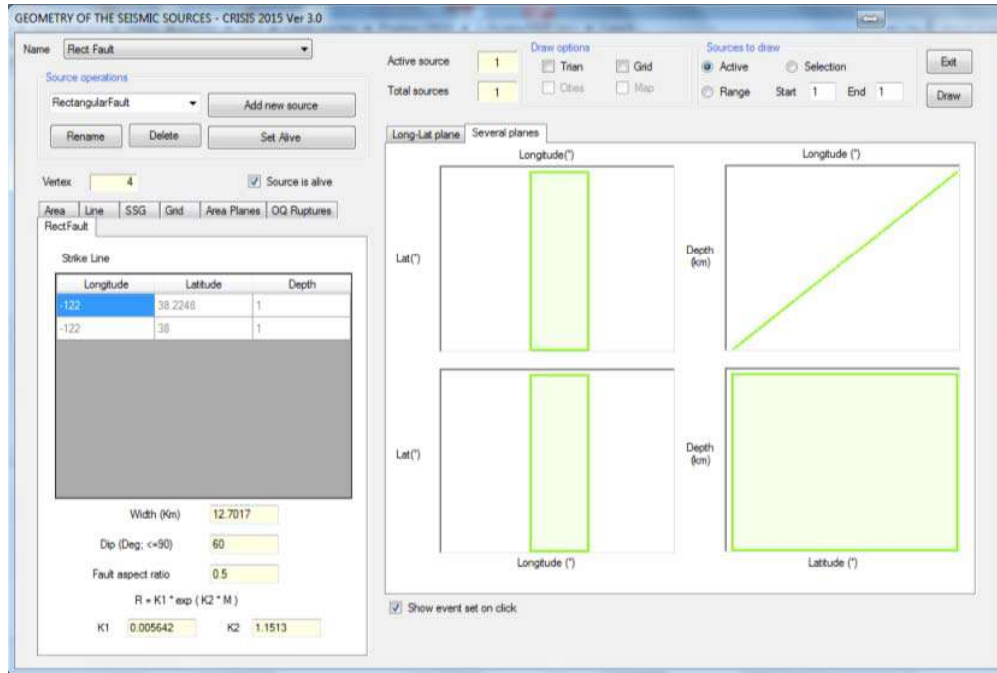 GEOMETRY OF THE SEISMIC SOURCES - CRISIS 2015 Ver 3.0
Name Rect Fault
Source operations
RectangularFault Add new source
Rename Delete Set Alive
Vertex 4 Source is alive
Area Line SSG Grid Area Planes OQ Ruptures
RectFault
Strike Line
Longitude Latitude Depth
-122 38.2248 1
-122 38 1
Width (Km) 12.7017
Dip (Deg; <=90) 60
Fault aspect ratio 0.5
R = K1 * exp ( K2 * M )
K1 0.005642 K2 1.1513
Active source 1
Total sources 1
Draw options
Trian Grid
Cities Map
Sources to draw
Active Selection
Range Start 1 End 1
Exit
Draw
Long-Lat plane Several planes
Longitude(°) Longitude (°)
Lat(°) Depth
(km)
Lat(°) Depth
(km)
Longitude (°) Latitude (°)
Show event set on click